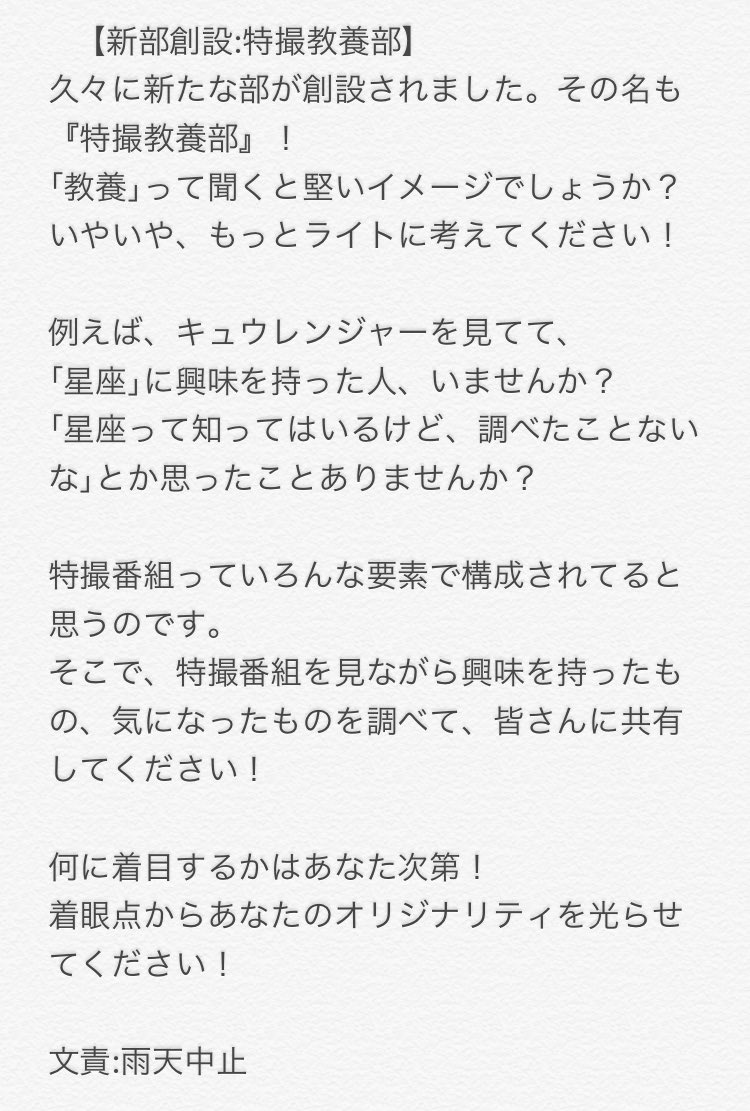 【新部創設:特撮教養部】
久々に新たな部が創設されました。その名も
『特撮教養部』！
｢教養｣って聞くと堅いイメージでしょうか？
いやいや、もっとライトに考えてください！
例えば、キュウレンジャーを見てて、
｢星座｣に興味を持った人、いませんか？
｢星座って知ってはいるけど、調べたことない
な｣とか思ったことありませんか？
特撮番組っていろんな要素で構成されてると
思うのです。
そこで、特撮番組を見ながら興味を持ったも
の、気になったものを調べて、皆さんに共有
してください！
何に着目するかはあなた次第！
着眼点からあなたのオリジナリティを光らせ
てください！
文責:雨天中止